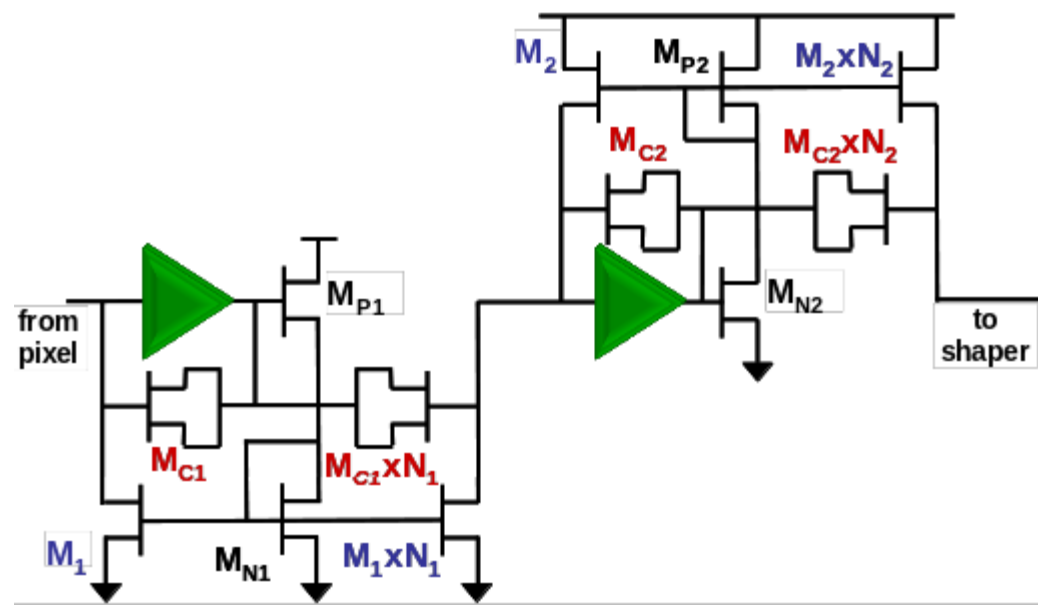 M2
MP2
M2xN2
MC2
MC2xN2
MP1
MN2
from
pixel
to
shaper
MC1
MC1xN1
M1
MN1
M1xN1